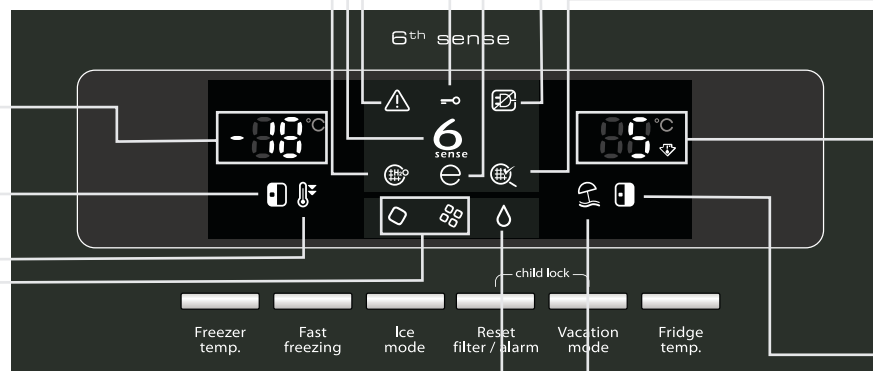 6th sense
-18 °C
6
sense
5 °C
child lock
Freezer
temp.
Fast
freezing
Ice
mode
Reset
filter / alarm
Vacation
mode
Fridge
temp.